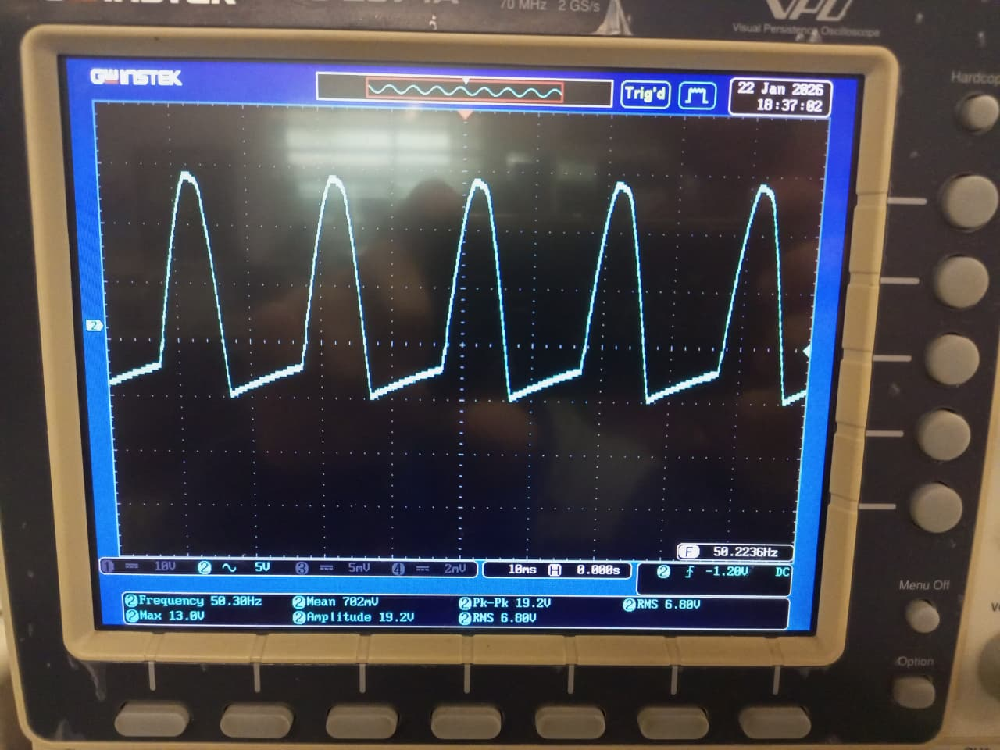 70 MHz 2 GS/s
VPO
Visual Persistence Oscilloscope
GWINSTEK
Trig'd
22 Jan 2026
18:37:02
Hardcopy
2
F 50.2236Hz
1 10V 2 5V 3 5mV 4 2mV 10ms H 0.000s 2 -1.20V DC
2 Frequency 50.30Hz 2 Mean 702mV 2 Pk-Pk 19.2V 2 RMS 6.80V
2 Max 13.0V 2 Amplitude 19.2V 2 RMS 6.80V
Menu Off
Option